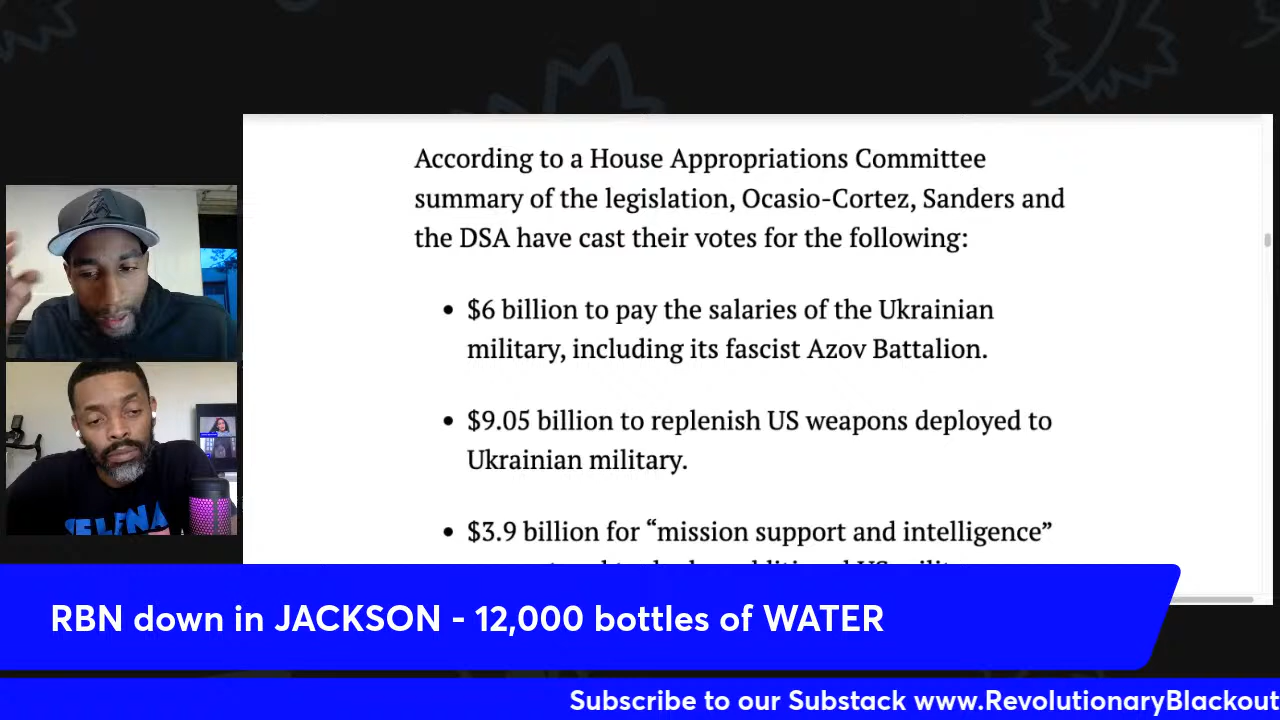 According to a House Appropriations Committee
summary of the legislation, Ocasio-Cortez, Sanders and
the DSA have cast their votes for the following:
• $6 billion to pay the salaries of the Ukrainian
military, including its fascist Azov Battalion.
• $9.05 billion to replenish US weapons deployed to
Ukrainian military.
• $3.9 billion for “mission support and intelligence”
RBN down in JACKSON - 12,000 bottles of WATER
Subscribe to our Substack www.RevolutionaryBlackout